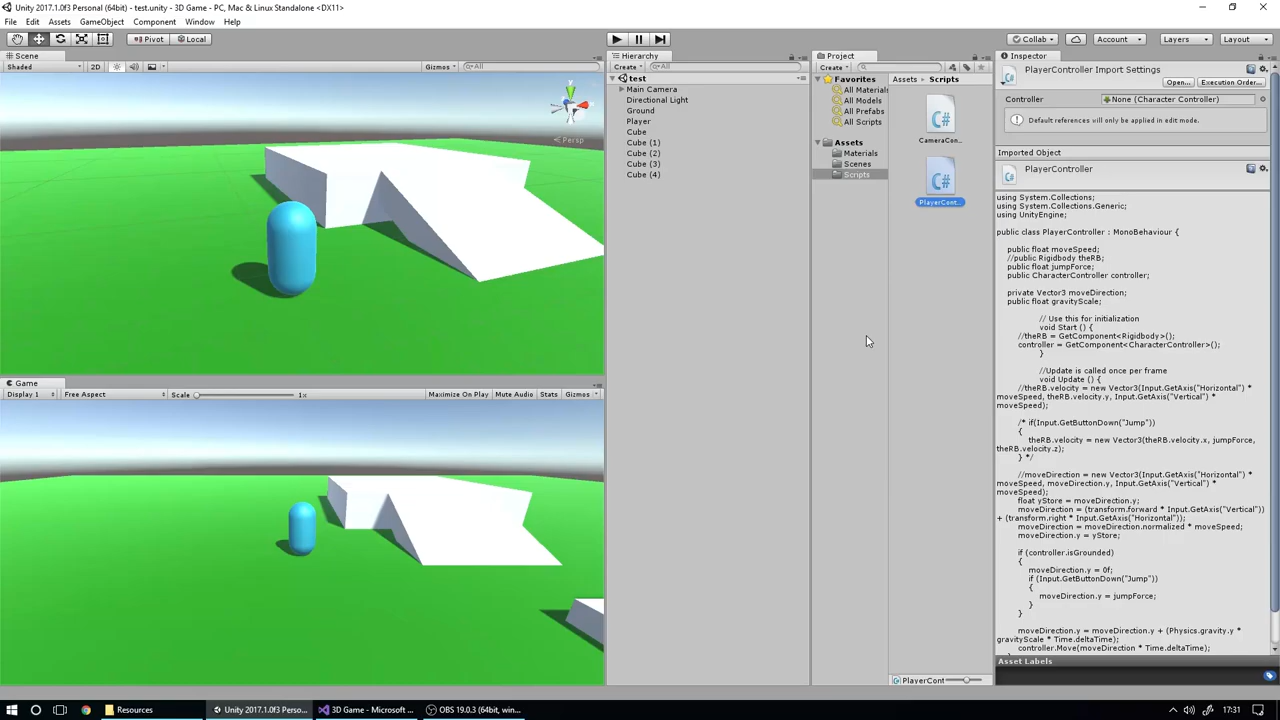 Unity 2017.1.0f3 Personal (64bit) - test.unity - 3D Game - PC, Mac & Linux Standalone <DX11>
File Edit Assets GameObject Component Window Help
Pivot Local Collab Account Layers Layout
Scene
Shaded 2D Gizmos All
y
Persp
Game
Display 1 Free Aspect Scale 1x Maximize On Play Mute Audio Stats Gizmos
Hierarchy
Create All
test
Main Camera
Directional Light
Ground
Player
Cube
Cube (1)
Cube (2)
Cube (3)
Cube (4)
Project
Create
Favorites
All Materials
All Models
All Prefabs
All Scripts
Assets
Materials
Scenes
Scripts
Assets Scripts
C#
CameraCon...
C#
PlayerCont...
PlayerCont
Inspector
PlayerController Import Settings
Open... Execution Order...
Controller None (Character Controller)
Default references will only be applied in edit mode.
Imported Object
PlayerController
using System.Collections;
using System.Collections.Generic;
using UnityEngine;
public class PlayerController : MonoBehaviour {
public float moveSpeed;
//public Rigidbody theRB;
public float jumpForce;
public CharacterController controller;
private Vector3 moveDirection;
public float gravityScale;
// Use this for initialization
void Start () {
//theRB = GetComponent<Rigidbody>();
controller = GetComponent<CharacterController>();
}
//Update is called once per frame
void Update () {
//theRB.velocity = new Vector3(Input.GetAxis("Horizontal") *
moveSpeed, theRB.velocity.y, Input.GetAxis("Vertical") *
moveSpeed);
/* if(Input.GetButtonDown("Jump"))
{
theRB.velocity = new Vector3(theRB.velocity.x, jumpForce,
theRB.velocity.z);
} */
//moveDirection = new Vector3(Input.GetAxis("Horizontal") *
moveSpeed, moveDirection.y, Input.GetAxis("Vertical") *
moveSpeed);
float yStore = moveDirection.y;
moveDirection = (transform.forward * Input.GetAxis("Vertical"))
+ (transform.right * Input.GetAxis("Horizontal"));
moveDirection = moveDirection.normalized * moveSpeed;
moveDirection.y = yStore;
if (controller.isGrounded)
{
moveDirection.y = 0f;
if (Input.GetButtonDown("Jump"))
{
moveDirection.y = jumpForce;
}
}
moveDirection.y = moveDirection.y + (Physics.gravity.y *
gravityScale * Time.deltaTime);
controller.Move(moveDirection * Time.deltaTime);
Asset Labels
Resources Unity 2017.1.0f3 Perso... 3D Game - Microsoft ... OBS 19.0.3 (64bit, win... 17:31